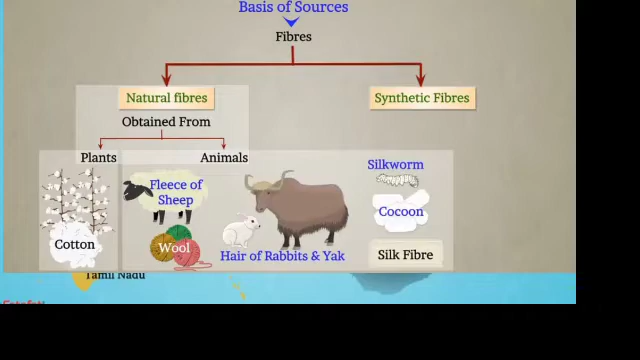 Basis of Sources
Fibres
Natural fibres
Synthetic Fibres
Obtained From
Plants
Animals
Silkworm
Fleece of
Sheep
Cocoon
Cotton
Wool
Hair of Rabbits & Yak
Silk Fibre
Tamil Nadu